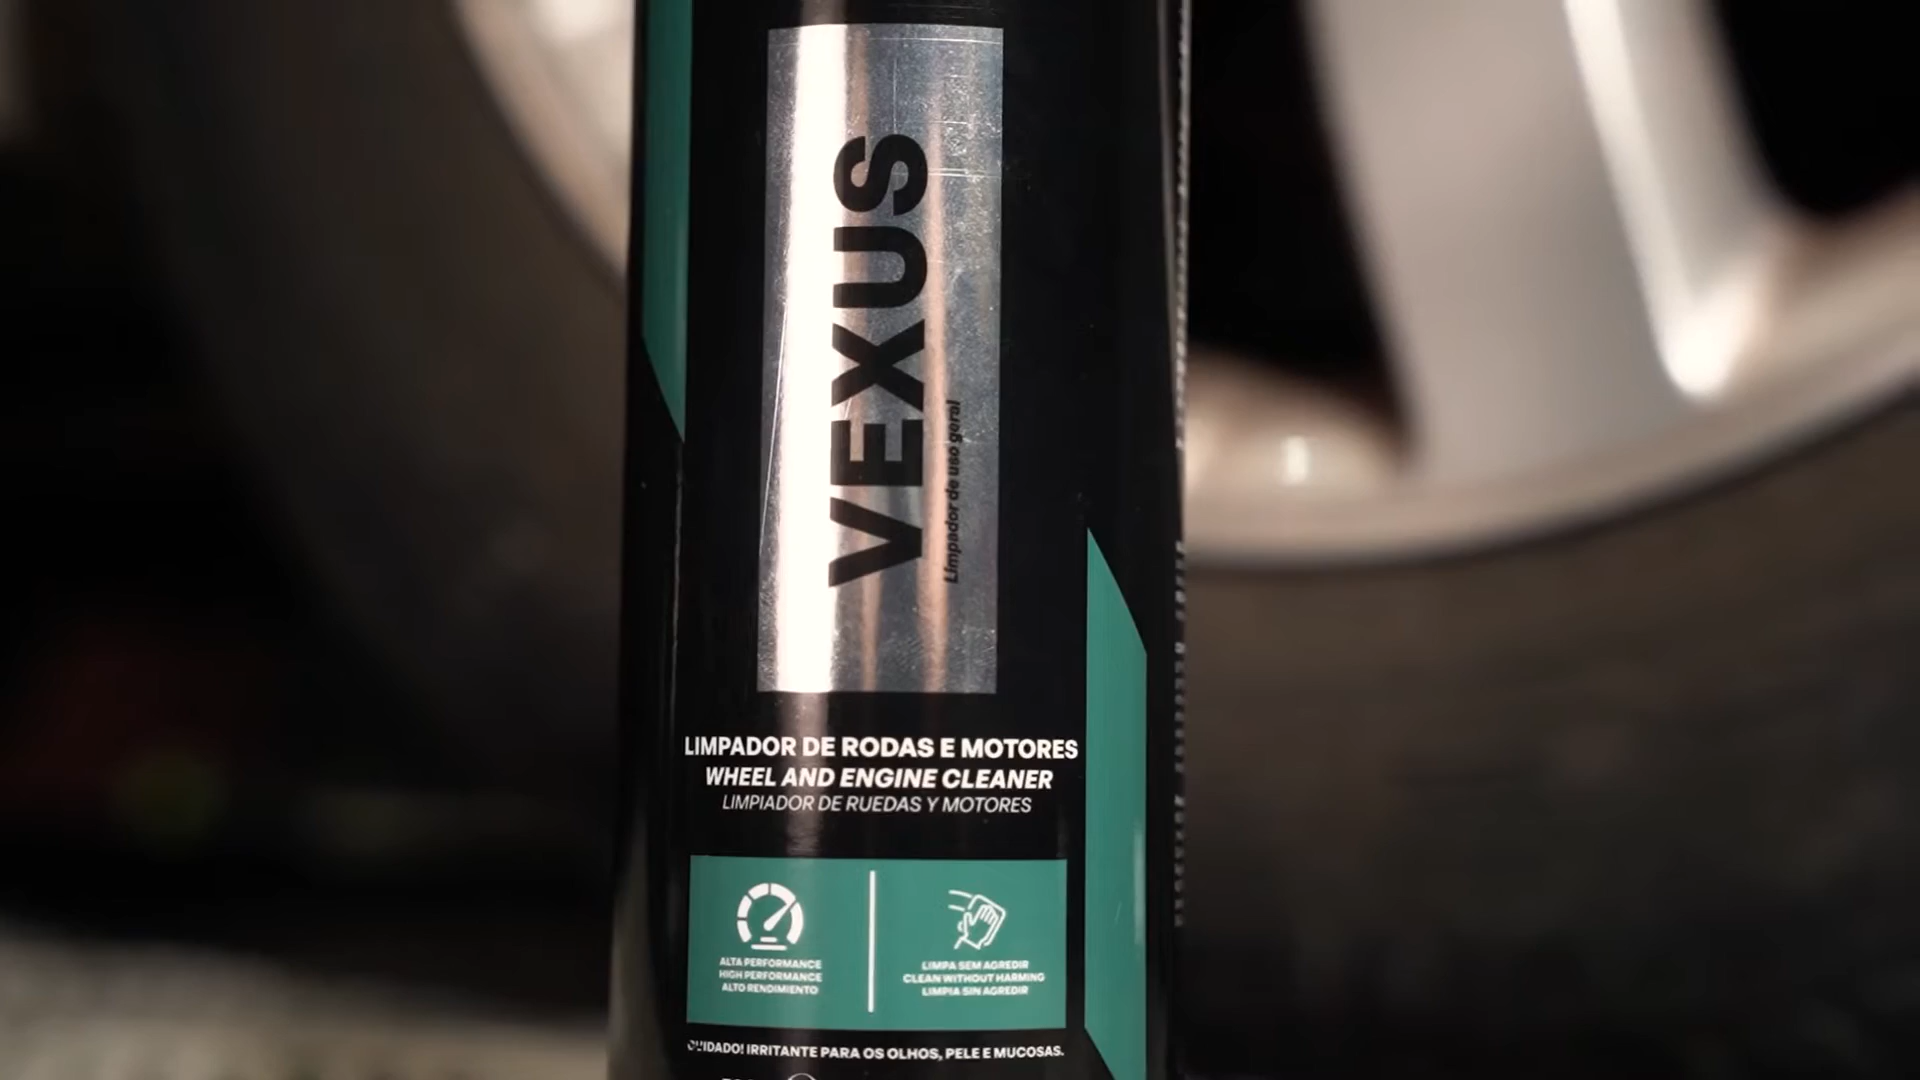 VEXUS
Limpador de uso geral
LIMPADOR DE RODAS E MOTORES
WHEEL AND ENGINE CLEANER
LIMPIADOR DE RUEDAS Y MOTORES
ALTA PERFORMANCE
HIGH PERFORMANCE
ALTO RENDIMIENTO
LIMPA SEM AGREDIR
CLEAN WITHOUT HARMING
LIMPIA SIN AGREDIR
CUIDADO! IRRITANTE PARA OS OLHOS, PELE E MUCOSAS.